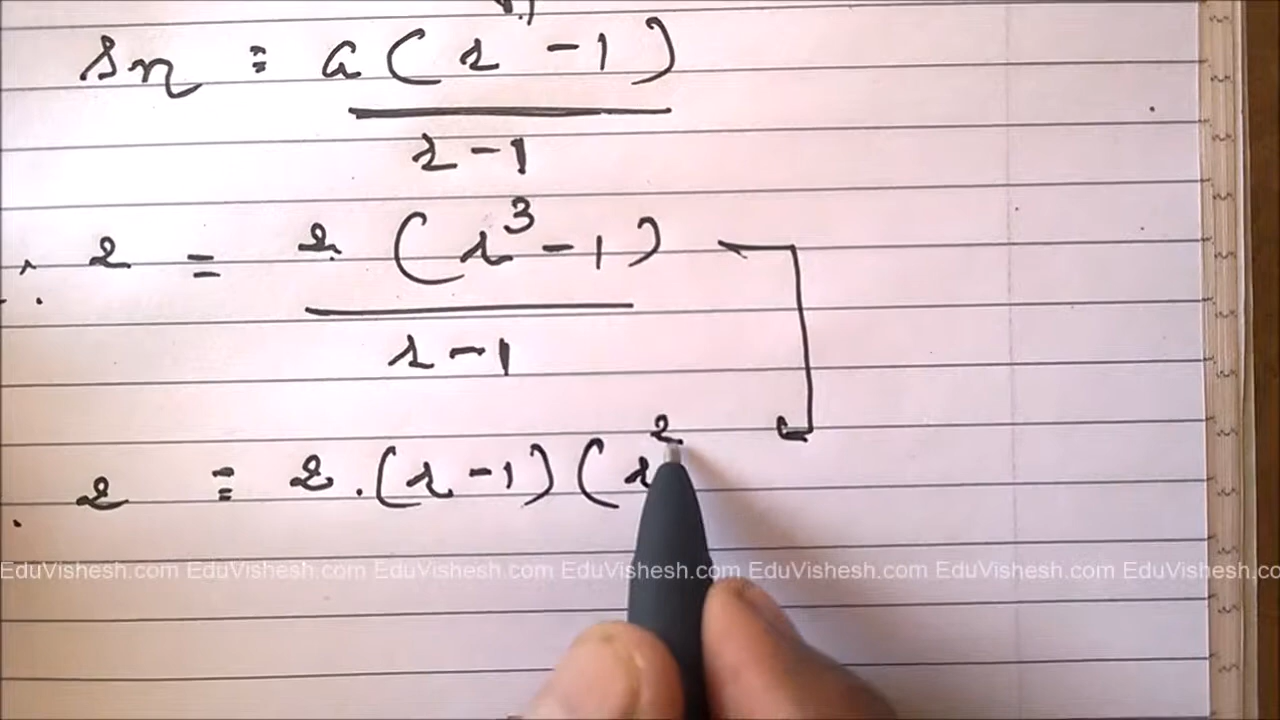 Sn = a(r^n - 1)
r - 1
∴ 2 = 2 (r³ - 1)
r - 1
∴ 2 = 2.(r - 1)(r²
EduVishesh.com EduVishesh.com EduVishesh.com EduVishesh.com EduVishesh.com EduVishesh.com EduVishesh.com